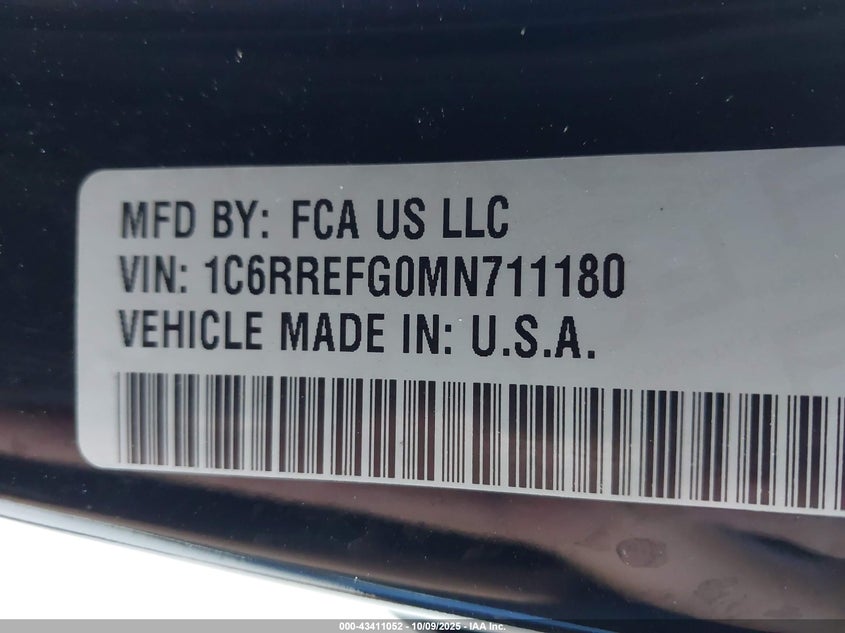 MFD BY: FCA US LLC
VIN: 1C6RREFG0MN711180
VEHICLE MADE IN: U.S.A.
000-43411052 - 10/09/2025 - IAA Inc.